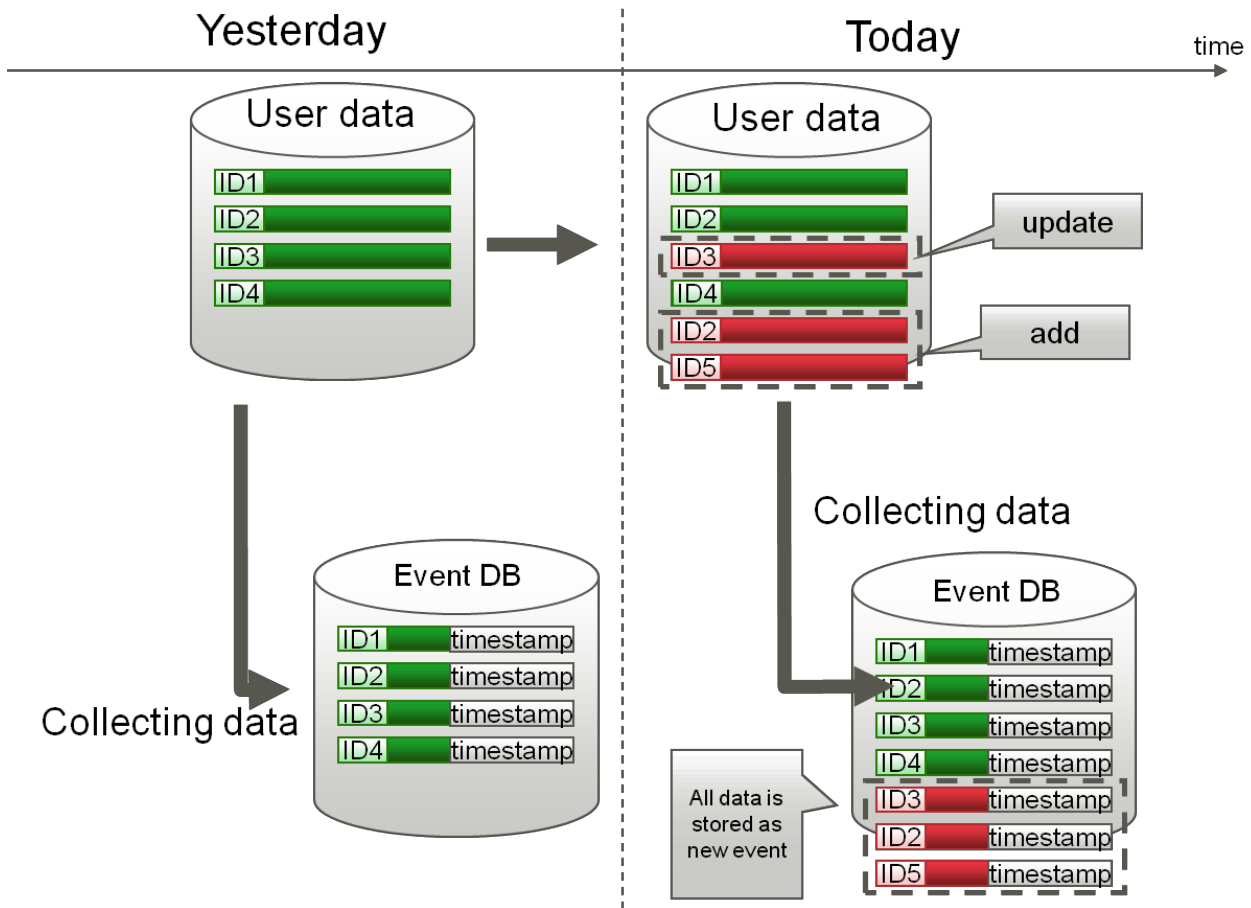 Yesterday
Today
time
User data
ID1
ID2
ID3
ID4
User data
ID1
ID2
ID3
ID4
ID2
ID5
update
add
Collecting data
Event DB
ID1 timestamp
ID2 timestamp
ID3 timestamp
ID4 timestamp
Collecting data
Event DB
ID1 timestamp
ID2 timestamp
ID3 timestamp
ID4 timestamp
ID3 timestamp
ID2 timestamp
ID5 timestamp
All data is
stored as
new event